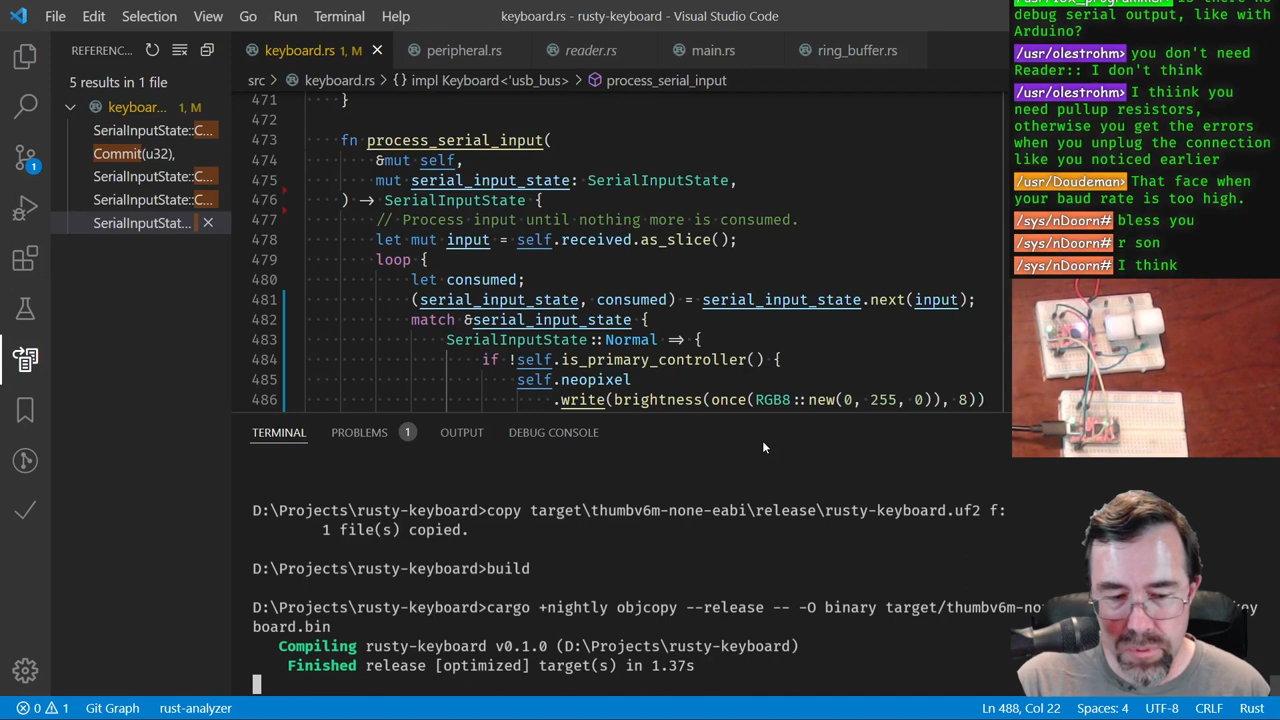 File Edit Selection View Go Run Terminal Help
keyboard.rs - rusty-keyboard - Visual Studio Code
REFERENC...
5 results in 1 file
keyboar... 1, M
SerialInputState::C...
Commit(u32),
SerialInputState::C...
SerialInputState::C...
SerialInputStat...
keyboard.rs 1, M
peripheral.rs
reader.rs
main.rs
ring_buffer.rs
src > keyboard.rs > {} impl Keyboard<'usb_bus> > process_serial_input
471 }
472
473 fn process_serial_input(
474 &mut self,
475 mut serial_input_state: SerialInputState,
476 ) -> SerialInputState {
477 // Process input until nothing more is consumed.
478 let mut input = self.received.as_slice();
479 loop {
480 let consumed;
481 (serial_input_state, consumed) = serial_input_state.next(input);
482 match &serial_input_state {
483 SerialInputState::Normal => {
484 if !self.is_primary_controller() {
485 self.neopixel
486 .write(brightness(once(RGB8::new(0, 255, 0)), 8))
TERMINAL PROBLEMS 1 OUTPUT DEBUG CONSOLE
D:\Projects\rusty-keyboard>copy target\thumbv6m-none-eabi\release\rusty-keyboard.uf2 f:
1 file(s) copied.
D:\Projects\rusty-keyboard>build
D:\Projects\rusty-keyboard>cargo +nightly objcopy --release -- -O binary target/thumbv6m-no
key
board.bin
Compiling rusty-keyboard v0.1.0 (D:\Projects\rusty-keyboard)
Finished release [optimized] target(s) in 1.37s
debug serial output, like with
Arduino?
/usr/olestrohm> you don't need
Reader:: I don't think
/usr/olestrohm> I thiink you
need pullup resistors,
otherwise you get the errors
when you unplug the connection
like you noticed earlier
/usr/Doudeman> That face when
your baud rate is too high.
/sys/nDoorn# bless you
/sys/nDoorn# r son
/sys/nDoorn# I think
1
0 1 Git Graph rust-analyzer
Ln 488, Col 22 Spaces: 4 UTF-8 CRLF Rust